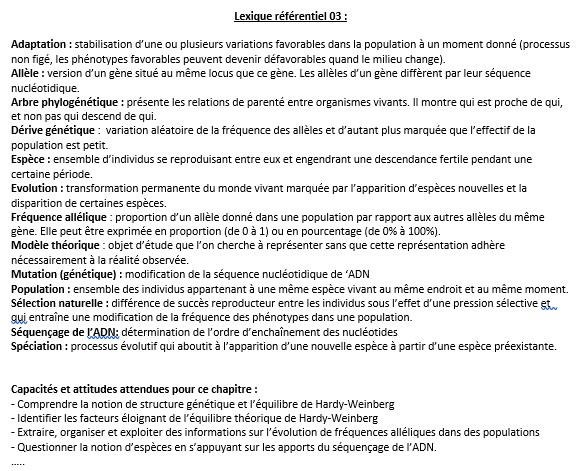 Lexique référentiel 03 :
Adaptation : stabilisation d’une ou plusieurs variations favorables dans la population à un moment donné (processus
non figé, les phénotypes favorables peuvent devenir défavorables quand le milieu change).
Allèle : version d’un gène situé au même locus que ce gène. Les allèles d’un gène diffèrent par leur séquence
nucléotidique.
Arbre phylogénétique : présente les relations de parenté entre organismes vivants. Il montre qui est proche de qui,
et non pas qui descend de qui.
Dérive génétique : variation aléatoire de la fréquence des allèles et d’autant plus marquée que l’effectif de la
population est petit.
Espèce : ensemble d’individus se reproduisant entre eux et engendrant une descendance fertile pendant une
certaine période.
Evolution : transformation permanente du monde vivant marquée par l’apparition d’espèces nouvelles et la
disparition de certaines espèces.
Fréquence allélique : proportion d’un allèle donné dans une population par rapport aux autres allèles du même
gène. Elle peut être exprimée en proportion (de 0 à 1) ou en pourcentage (de 0% à 100%).
Modèle théorique : objet d’étude que l’on cherche à représenter sans que cette représentation adhère
nécessairement à la réalité observée.
Mutation (génétique) : modification de la séquence nucléotidique de ‘ADN
Population : ensemble des individus appartenant à une même espèce vivant au même endroit et au même moment.
Sélection naturelle : différence de succès reproducteur entre les individus sous l’effet d’une pression sélective et
qui entraîne une modification de la fréquence des phénotypes dans une population.
Séquençage de l’ADN: détermination de l’ordre d’enchaînement des nucléotides
Spéciation : processus évolutif qui aboutit à l’apparition d’une nouvelle espèce à partir d’une espèce préexistante.
Capacités et attitudes attendues pour ce chapitre :
- Comprendre la notion de structure génétique et l’équilibre de Hardy-Weinberg
- Identifier les facteurs éloignant de l’équilibre théorique de Hardy-Weinberg
- Extraire, organiser et exploiter des informations sur l’évolution de fréquences alléliques dans des populations
- Questionner la notion d’espèces en s’appuyant sur les apports du séquençage de l’ADN.
.....